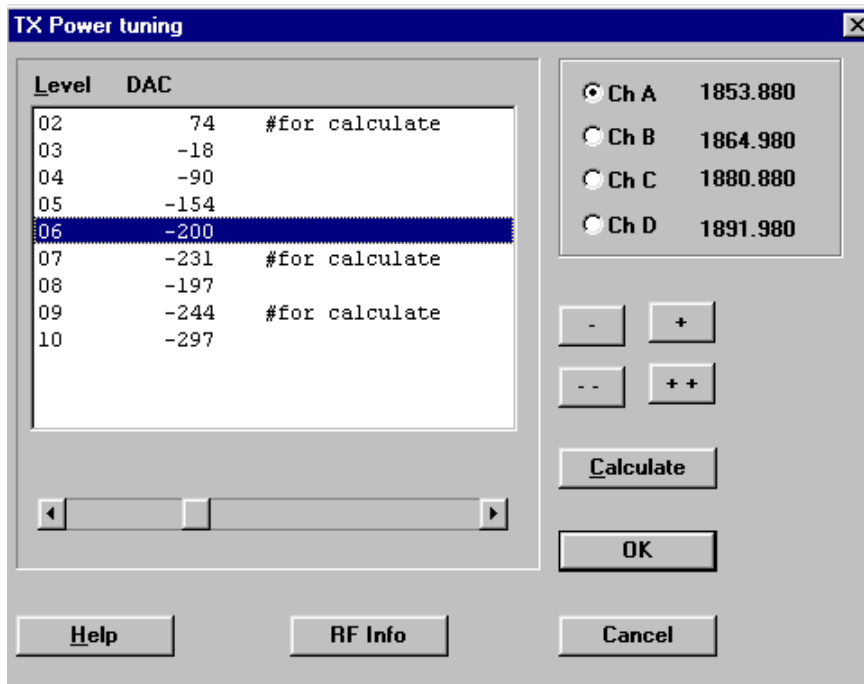 TX Power tuning
Level DAC
02 74 #for calculate
03 -18
04 -90
05 -154
06 -200
07 -231 #for calculate
08 -197
09 -244 #for calculate
10 -297
Ch A 1853.880
Ch B 1864.980
Ch C 1880.880
Ch D 1891.980
- +
- - + +
Calculate
OK
Help RF Info Cancel